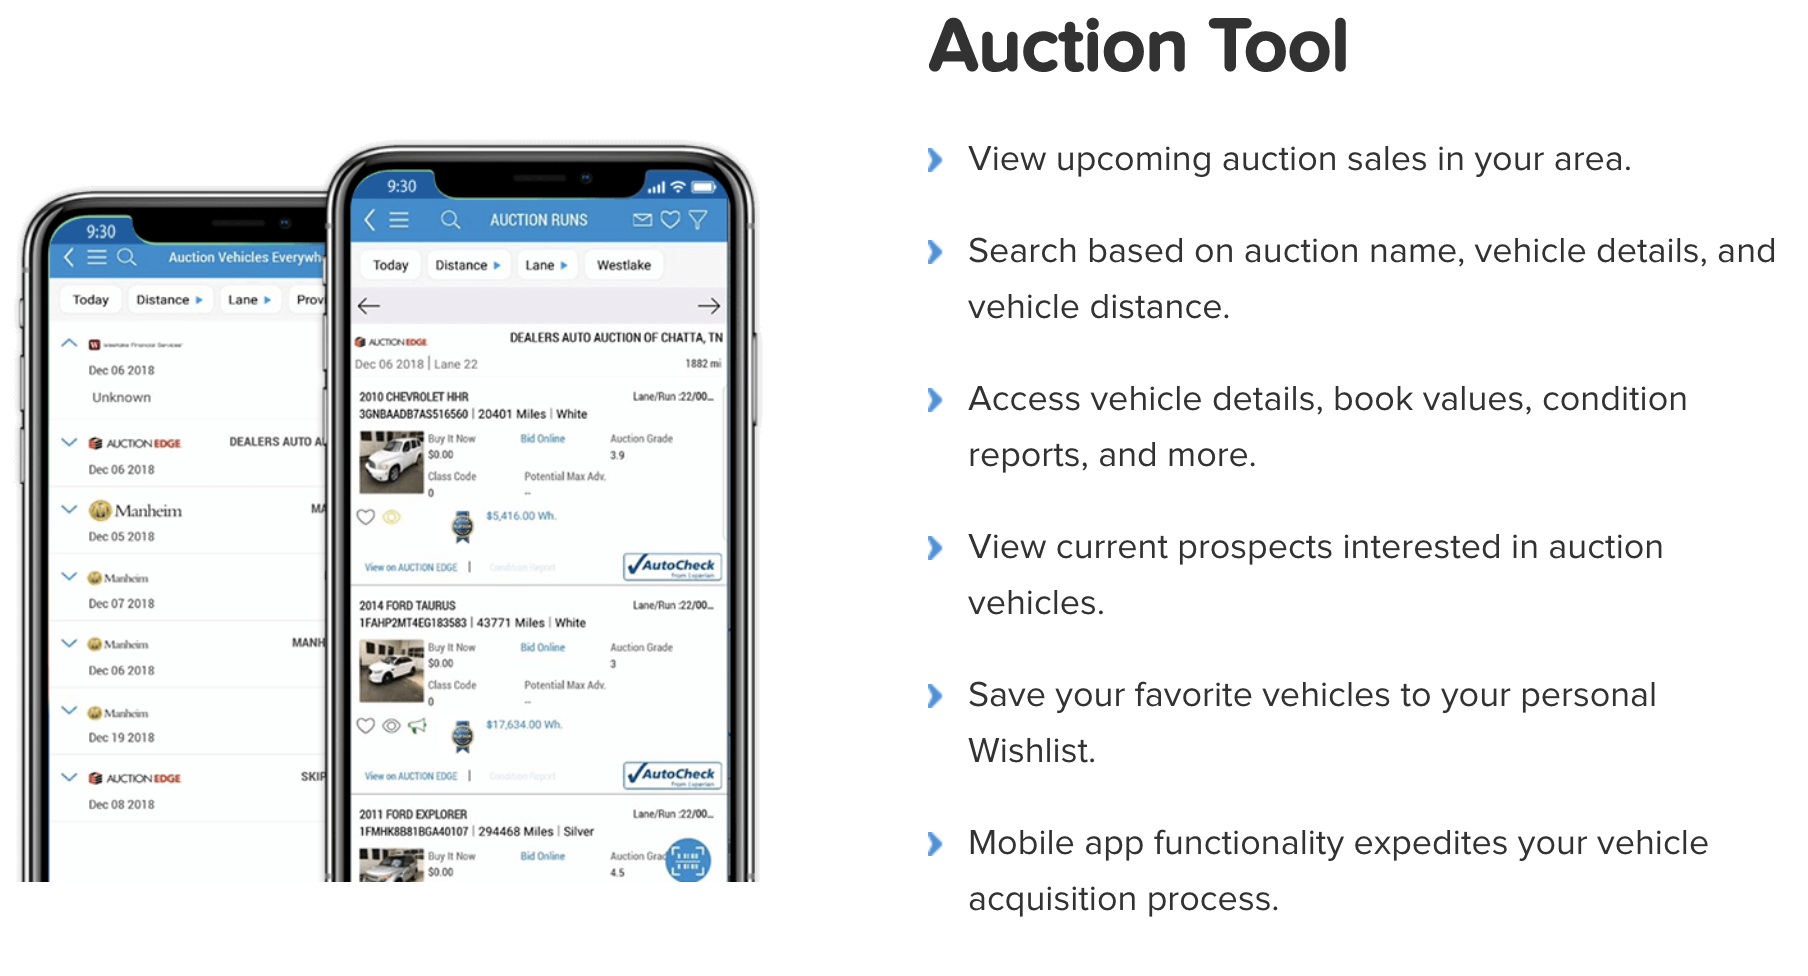 Auction Tool
View upcoming auction sales in your area.
Search based on auction name, vehicle details, and
vehicle distance.
Access vehicle details, book values, condition
reports, and more.
View current prospects interested in auction
vehicles.
Save your favorite vehicles to your personal
Wishlist.
Mobile app functionality expedites your vehicle
acquisition process.
9:30
Auction Vehicles Everywh
Today Distance Lane Provi
Westlake Financial Services
Dec 06 2018
Unknown
AUCTION EDGE DEALERS AUTO A
Dec 06 2018
Manheim MA
Dec 05 2018
Manheim
Dec 07 2018
Manheim MANH
Dec 06 2018
Manheim
Dec 19 2018
AUCTION EDGE SKIP
Dec 08 2018
9:30
AUCTION RUNS
Today Distance Lane Westlake
AUCTION EDGE DEALERS AUTO AUCTION OF CHATTA, TN
Dec 06 2018 | Lane 22 1882 mi
2010 CHEVROLET HHR Lane/Run :22/00...
3GNBAADB7AS516560 | 20401 Miles | White
Buy It Now Bid Online Auction Grade
$0.00 3.9
Class Code Potential Max Adv.
0 --
$5,416.00 Wh.
View on AUCTION EDGE | Condition Report AutoCheck
from Experian
2014 FORD TAURUS Lane/Run :22/00...
1FAHP2MT4EG183583 | 43771 Miles | White
Buy It Now Bid Online Auction Grade
$0.00 3
Class Code Potential Max Adv.
0 --
$17,634.00 Wh.
View on AUCTION EDGE | Condition Report AutoCheck
from Experian
2011 FORD EXPLORER Lane/Run :22/00...
1FMHK8B81BGA40107 | 294468 Miles | Silver
Buy It Now Bid Online Auction Grad
$0.00 4.5